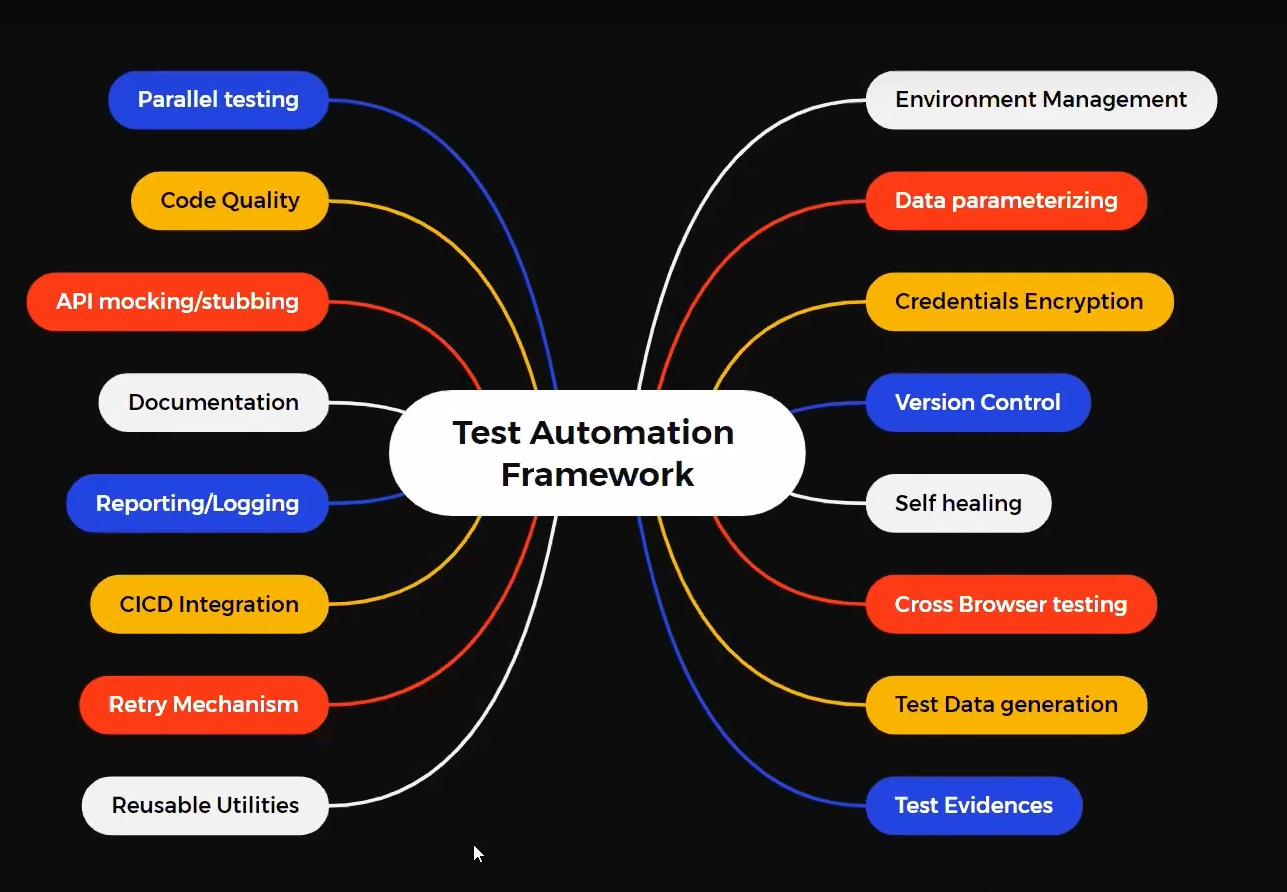 Parallel testing
Code Quality
API mocking/stubbing
Documentation
Reporting/Logging
CICD Integration
Retry Mechanism
Reusable Utilities
Test Automation
Framework
Environment Management
Data parameterizing
Credentials Encryption
Version Control
Self healing
Cross Browser testing
Test Data generation
Test Evidences